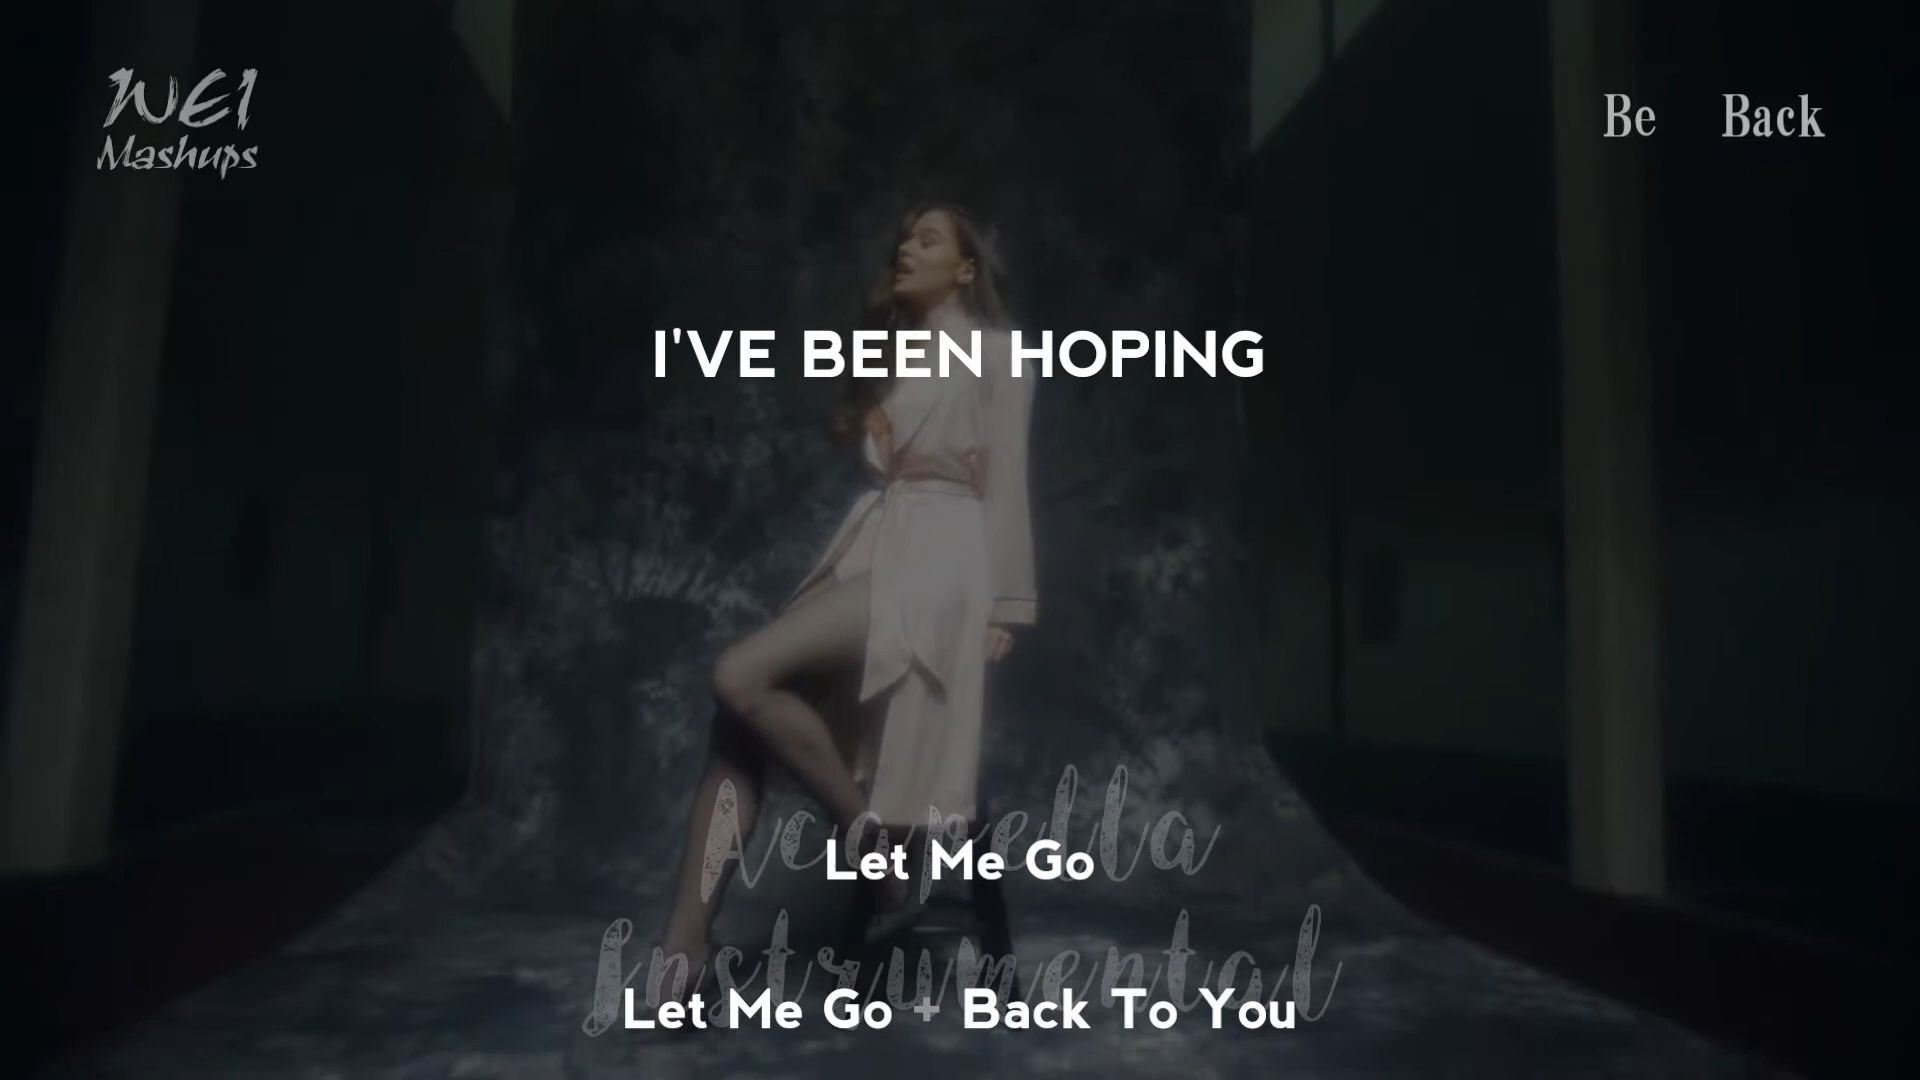 WEI
Mashups
Be Back
I'VE BEEN HOPING
Acapella
Let Me Go
Instrumental
Let Me Go + Back To You